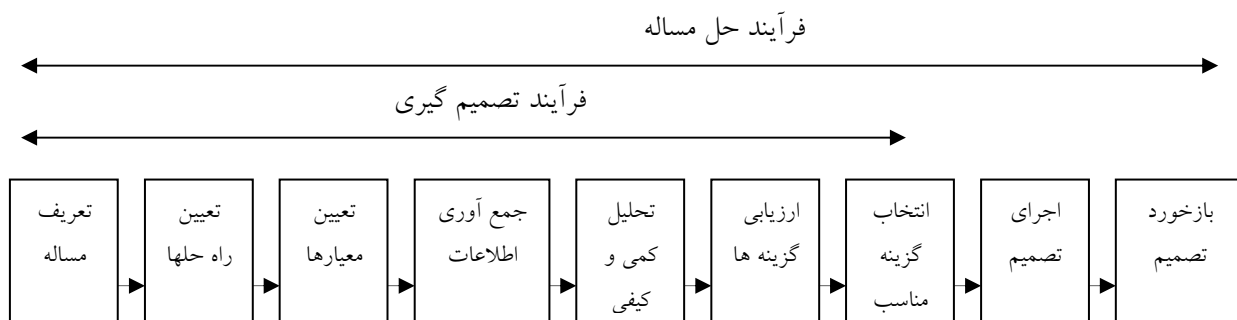 فرآیند حل مساله
فرآیند تصمیم گیری
تعریف
مساله
تعیین
راه حلها
تعیین
معیارها
جمع آوری
اطلاعات
تحلیل
کمی و
کیفی
ارزیابی
گزینه ها
انتخاب
گزینه
مناسب
اجرای
تصمیم
بازخورد
تصمیم